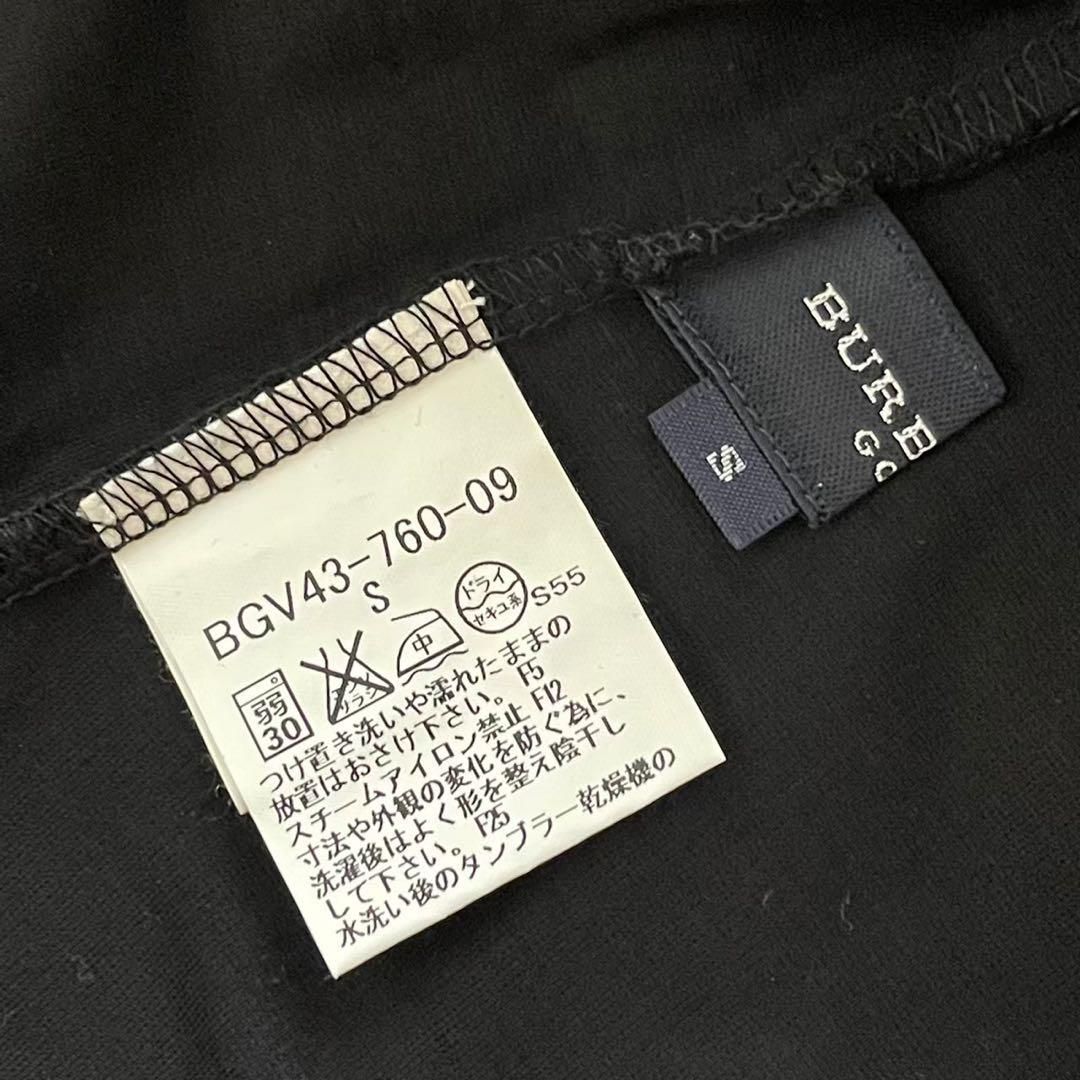 BGV43-760-09
S
弱
30
中
ドライ
セキユ系
S55
つけ置き洗いや濡れたままの
放置はおさけ下さい。 F5
スチームアイロン禁止 F12
寸法や外観の変化を防ぐ為に、
洗濯後はよく形を整え陰干し
して下さい。 F25
水洗い後のタンブラー乾燥機の
S
BURB
GO